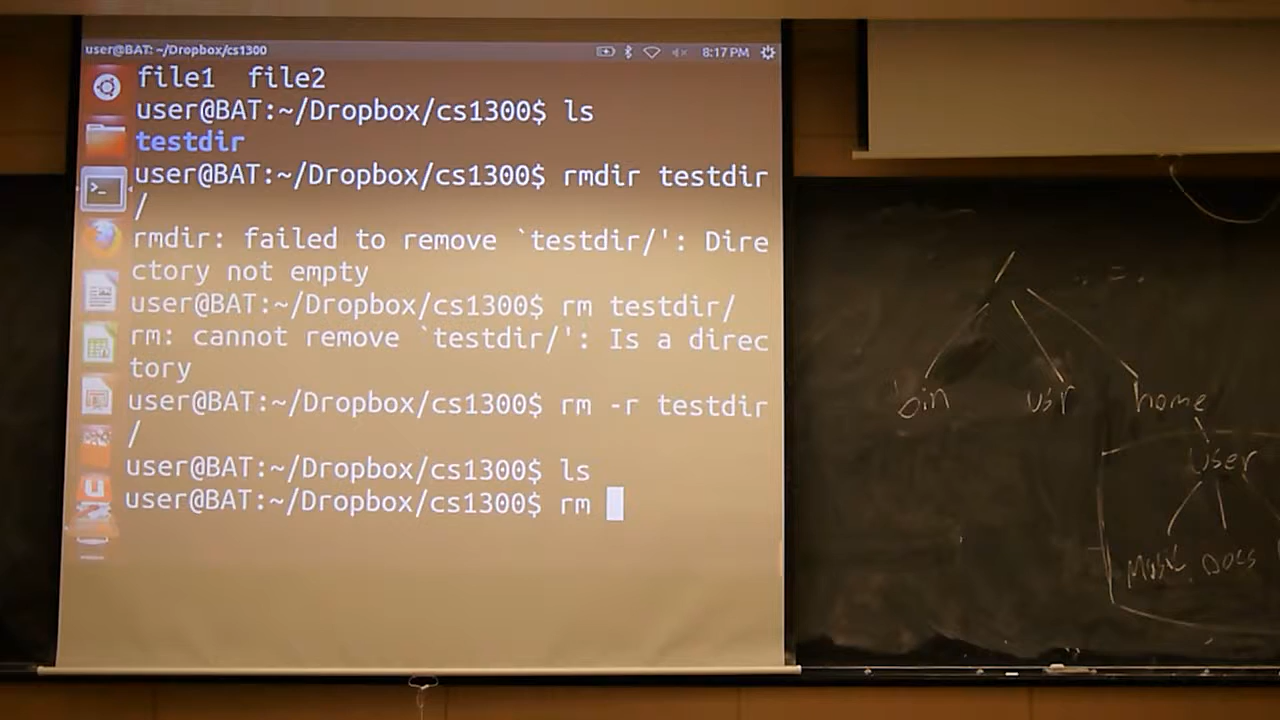 user@BAT: ~/Dropbox/cs1300
8:17 PM
file1 file2
user@BAT:~/Dropbox/cs1300$ ls
testdir
user@BAT:~/Dropbox/cs1300$ rmdir testdir
/
rmdir: failed to remove `testdir/': Dire
ctory not empty
user@BAT:~/Dropbox/cs1300$ rm testdir/
rm: cannot remove `testdir/': Is a direc
tory
user@BAT:~/Dropbox/cs1300$ rm -r testdir
/
user@BAT:~/Dropbox/cs1300$ ls
user@BAT:~/Dropbox/cs1300$ rm
/
bin usr home
User
Music Docs